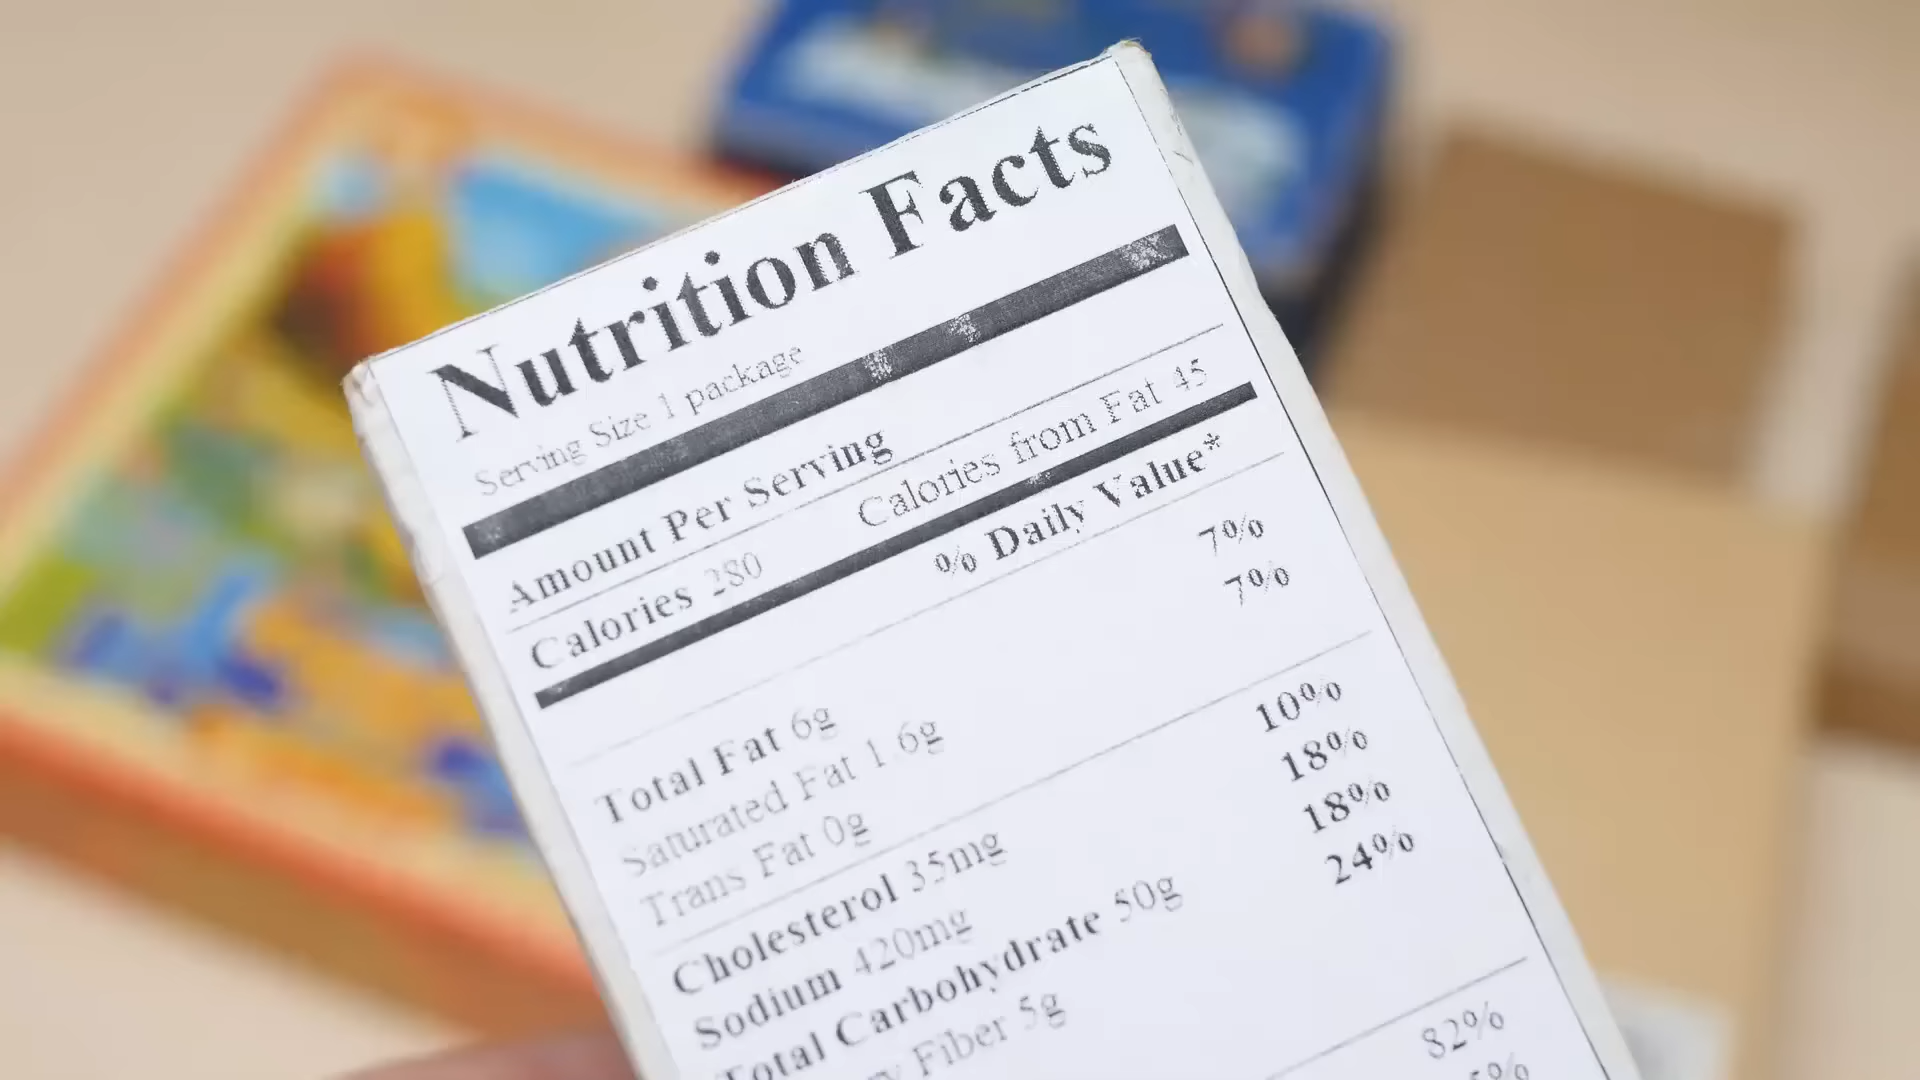 Nutrition Facts
Serving Size 1 package
Amount Per Serving
Calories 280 Calories from Fat 45
% Daily Value*
Total Fat 6g 7%
Saturated Fat 1.6g 7%
Trans Fat 0g
Cholesterol 35mg 10%
Sodium 420mg 18%
Total Carbohydrate 50g 18%
Fiber 5g 24%
82%